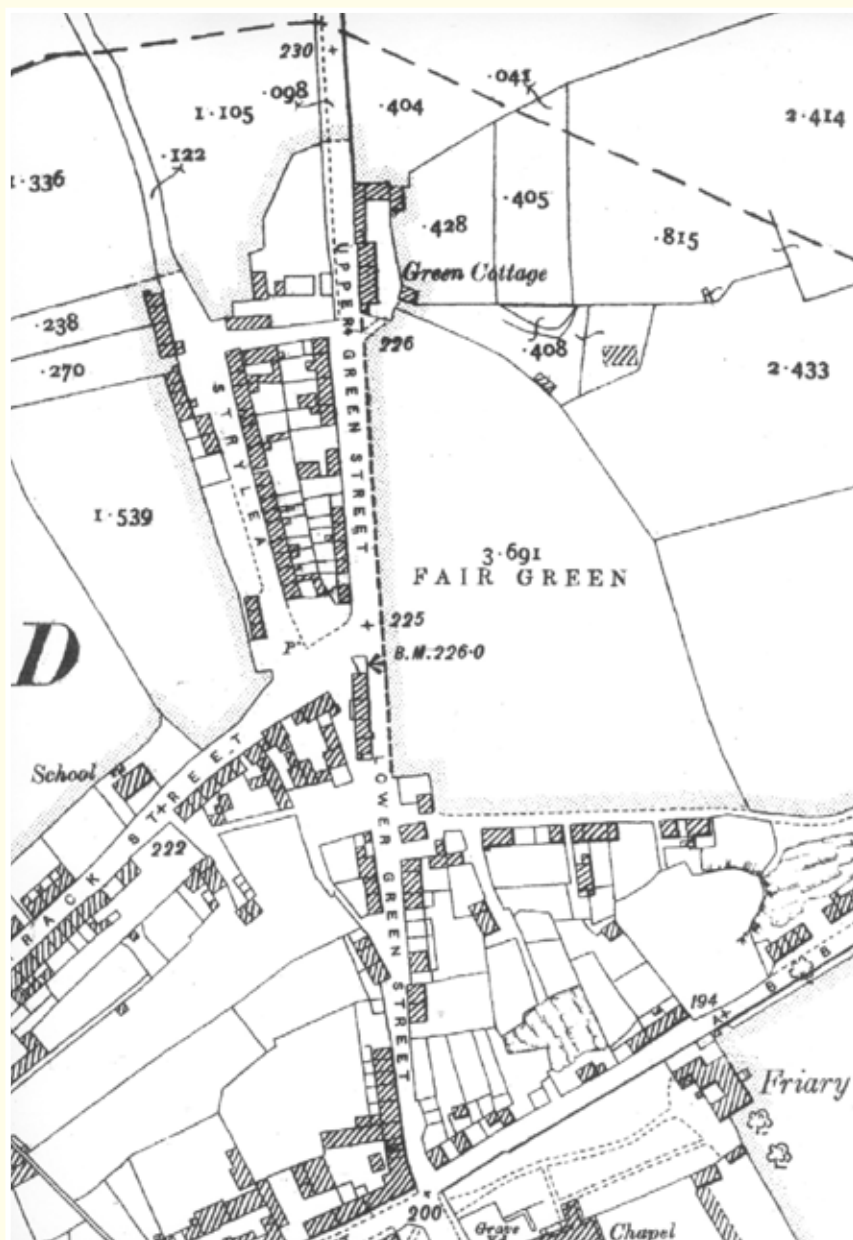 230
·098
1·105
·404
·041
2·414
·122
1·336
·405
·428
·815
Green Cottage
UPPER GREEN STREET
·238
226
·408
·270
2·433
STRYLEA
1·539
3·691
FAIR GREEN
225
P
B.M.226·0
D
School
STREET
222
LOWER GREEN STREET
194
Friary
200
Grave
Chapel